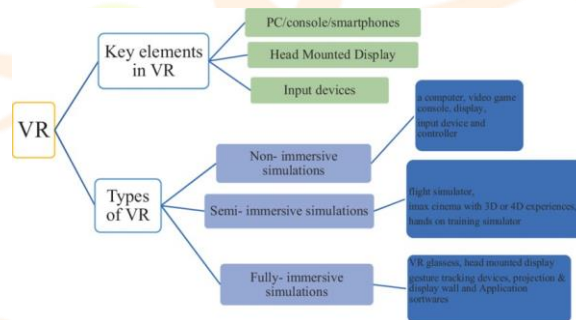 VR
Key elements
in VR
PC/console/smartphones
Head Mounted Display
Input devices
Types
of VR
Non- immersive
simulations
a computer, video game
console, display,
input device and
controller
Semi- immersive simulations
flight simulator,
imax cinema with 3D or 4D experiences,
hands on training simulator
Fully- immersive
simulations
VR glassess, head mounted display
gesture tracking devices, projection &
display wall and Application
sortwares